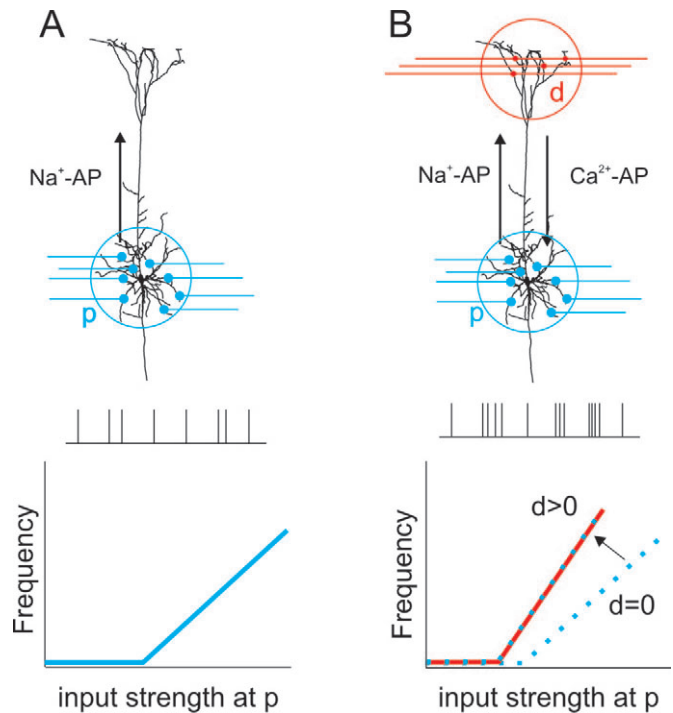 A
Na⁺-AP
p
Frequency
input strength at p
B
d
Na⁺-AP
Ca²⁺-AP
p
Frequency
d>0
d=0
input strength at p